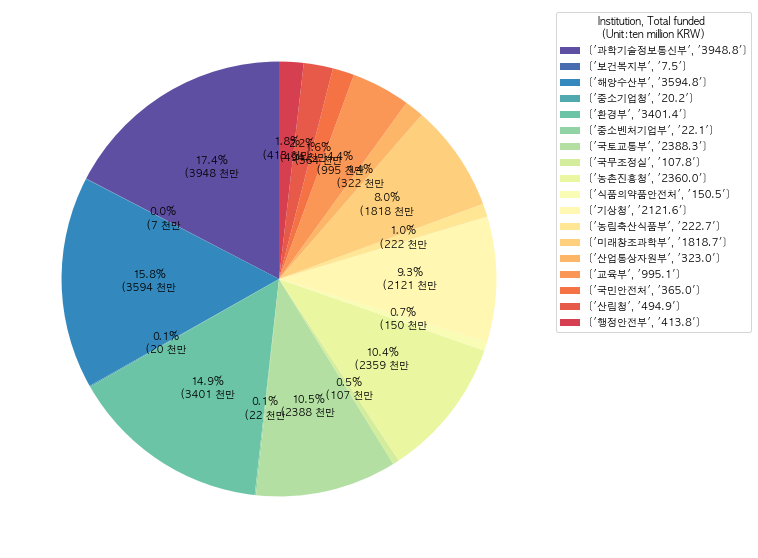 Institution, Total funded
(Unit:ten million KRW)
('과학기술정보통신부', '3948.8')
('보건복지부', '7.5')
('해양수산부', '3594.8')
('중소기업청', '20.2')
('환경부', '3401.4')
('중소벤처기업부', '22.1')
('국토교통부', '2388.3')
('국무조정실', '107.8')
('농촌진흥청', '2360.0')
('식품의약품안전처', '150.5')
('기상청', '2121.6')
('농림축산식품부', '222.7')
('미래창조과학부', '1818.7')
('산업통상자원부', '323.0')
('교육부', '995.1')
('국민안전처', '365.0')
('산림청', '494.9')
('행정안전부', '413.8')
17.4%
(3948 천만
0.0%
(7 천만
15.8%
(3594 천만
0.1%
(20 천만
14.9%
(3401 천만
0.1%
(22 천만
10.5%
(2388 천만
0.5%
(107 천만
10.4%
(2359 천만
0.7%
(150 천만
9.3%
(2121 천만
1.0%
(222 천만
8.0%
(1818 천만
(322 천만
4.4%
(995 천만
1.6%
2.2%
1.8%